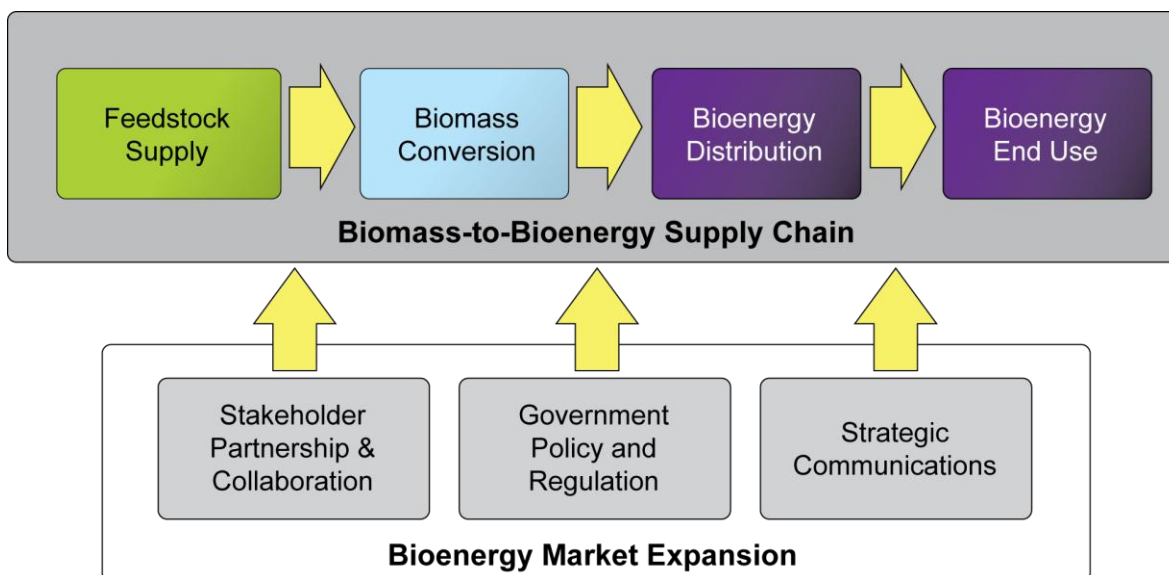 Feedstock
Supply
Biomass
Conversion
Bioenergy
Distribution
Bioenergy
End Use
Biomass-to-Bioenergy Supply Chain
Stakeholder
Partnership &
Collaboration
Government
Policy and
Regulation
Strategic
Communications
Bioenergy Market Expansion